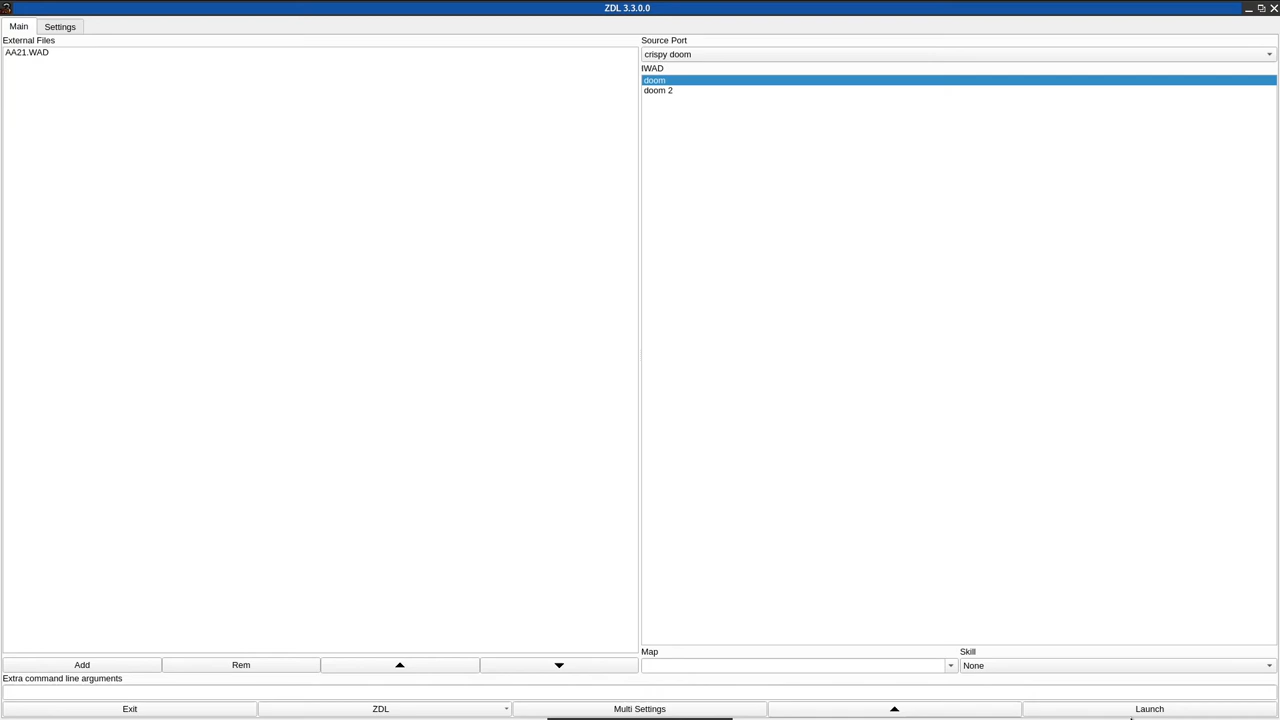 ZDL 3.3.0.0
Main
Settings
External Files
AA21.WAD
Source Port
crispy doom
IWAD
doom
doom 2
Map
Skill
None
Add
Rem
Extra command line arguments
Exit
ZDL
Multi Settings
Launch